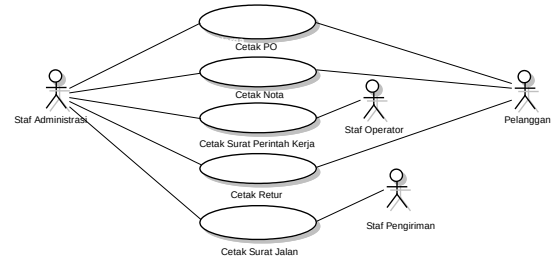 Cetak PO
Cetak Nota
Staf Administrasi
Pelanggan
Staf Operator
Cetak Surat Perintah Kerja
Cetak Retur
Staf Pengiriman
Cetak Surat Jalan